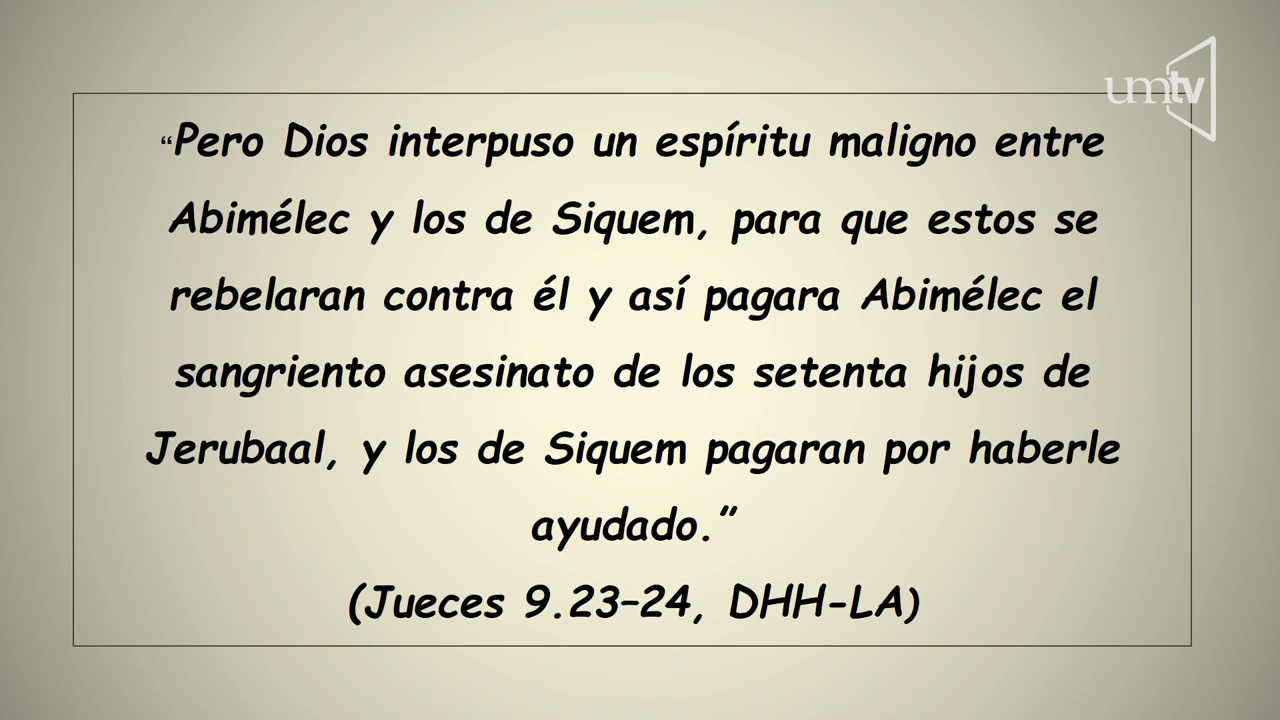 umtv
“Pero Dios interpuso un espíritu maligno entre
Abimélec y los de Siquem, para que estos se
rebelaran contra él y así pagara Abimélec el
sangriento asesinato de los setenta hijos de
Jerubaal, y los de Siquem pagaran por haberle
ayudado.”
(Jueces 9.23–24, DHH-LA)